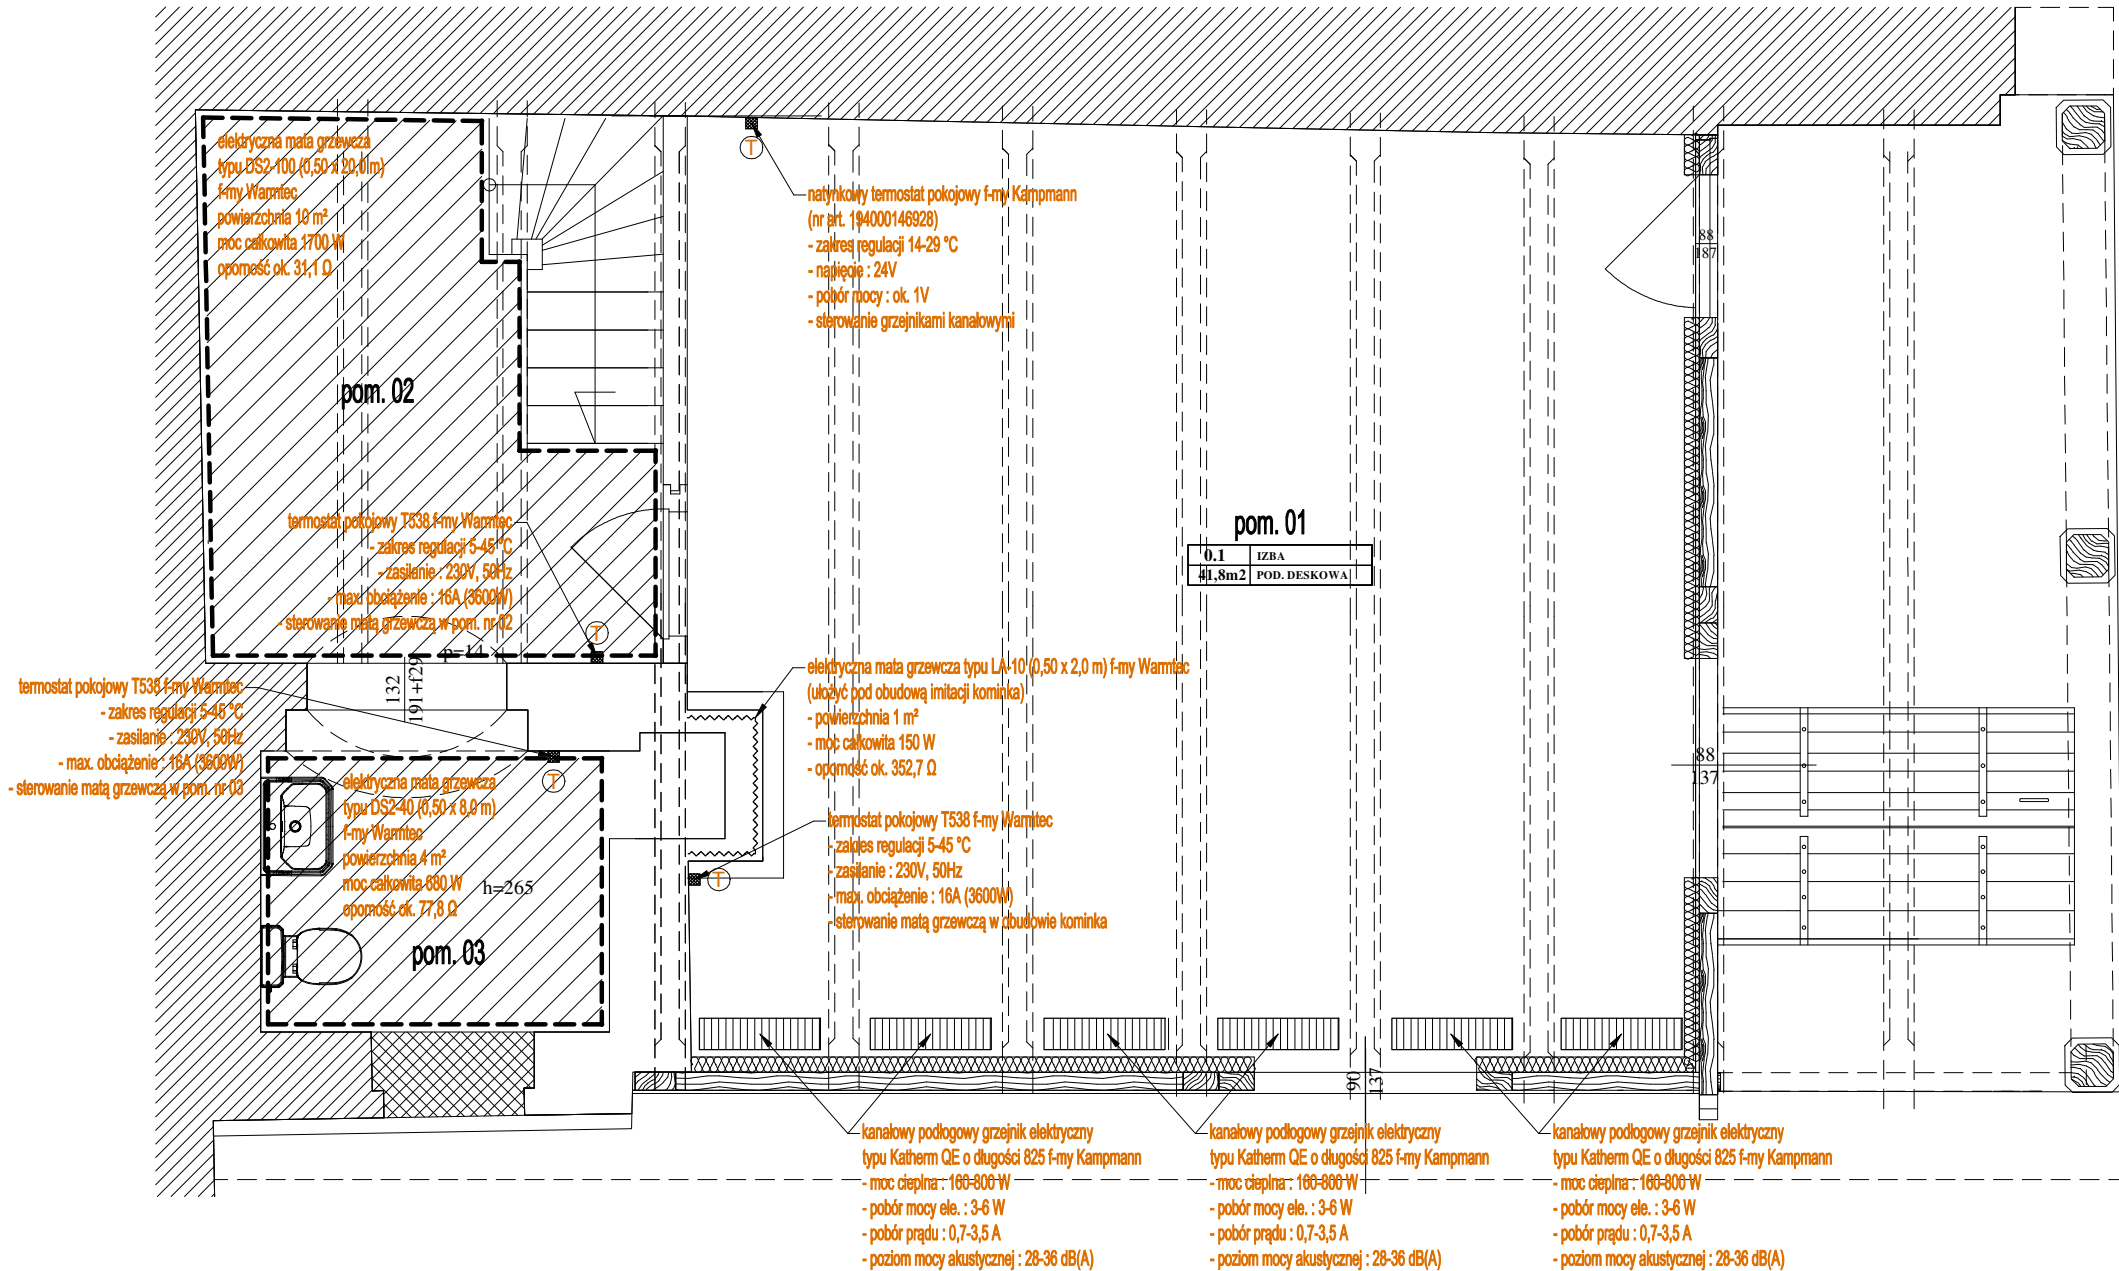 elektryczna mata grzewcza
typu DS2-100 (0,50 x 20,0 m)
f-my Warmtec
powierzchnia 10 m²
moc całkowita 1700 W
oporność ok. 31,1 Ω
T
natynkowy termostat pokojowy f-my Kampmann
(nr art. 194000146928)
- zakres regulacji 14-29 °C
- napięcie : 24V
- pobór mocy : ok. 1V
- sterowanie grzejnikami kanałowymi
88
187
pom. 02
termostat pokojowy T538 f-my Warmtec
- zakres regulacji 5-45 °C
- zasilanie : 230V, 50Hz
- max. obciążenie : 16A (3600W)
- sterowanie matą grzewczą w pom. nr 02
T
pom. 01
0.1 IZBA
41,8m2 POD. DESKOWA
p=14
132
191+f29
termostat pokojowy T538 f-my Warmtec
- zakres regulacji 5-45 °C
- zasilanie : 230V, 50Hz
- max. obciążenie : 16A (3600W)
- sterowanie matą grzewczą w pom. nr 03
T
elektryczna mata grzewcza typu LA-10 (0,50 x 2,0 m) f-my Warmtec
(ułożyć pod obudową imitacji kominka)
- powierzchnia 1 m²
- moc całkowita 150 W
- oporność ok. 352,7 Ω
88
137
elektryczna mata grzewcza
typu DS2-40 (0,50 x 8,0 m)
f-my Warmtec
powierzchnia 4 m²
moc całkowita 680 W
oporność ok. 77,8 Ω
h=265
pom. 03
termostat pokojowy T538 f-my Warmtec
- zakres regulacji 5-45 °C
- zasilanie : 230V, 50Hz
- max. obciążenie : 16A (3600W)
- sterowanie matą grzewczą w obudowie kominka
T
90
137
kanałowy podłogowy grzejnik elektryczny
typu Katherm QE o długości 825 f-my Kampmann
- moc cieplna : 160-800 W
- pobór mocy ele. : 3-6 W
- pobór prądu : 0,7-3,5 A
- poziom mocy akustycznej : 28-36 dB(A)
kanałowy podłogowy grzejnik elektryczny
typu Katherm QE o długości 825 f-my Kampmann
- moc cieplna : 160-800 W
- pobór mocy ele. : 3-6 W
- pobór prądu : 0,7-3,5 A
- poziom mocy akustycznej : 28-36 dB(A)
kanałowy podłogowy grzejnik elektryczny
typu Katherm QE o długości 825 f-my Kampmann
- moc cieplna : 160-800 W
- pobór mocy ele. : 3-6 W
- pobór prądu : 0,7-3,5 A
- poziom mocy akustycznej : 28-36 dB(A)